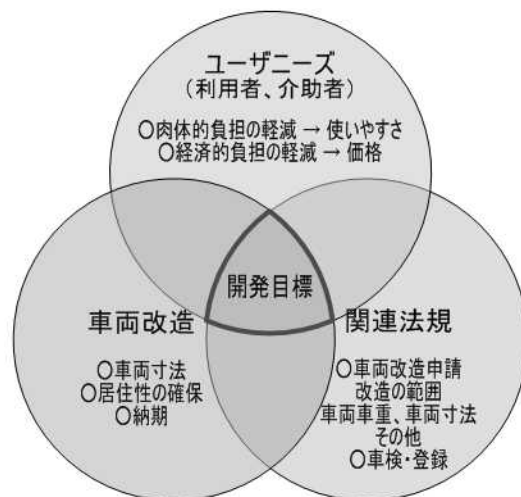 ユーザニーズ
(利用者、介助者)
○肉体的負担の軽減 → 使いやすさ
○経済的負担の軽減 → 価格
開発目標
車両改造
○車両寸法
○居住性の確保
○納期
関連法規
○車両改造申請
改造の範囲
車両車重、車両寸法
その他
○車検・登録